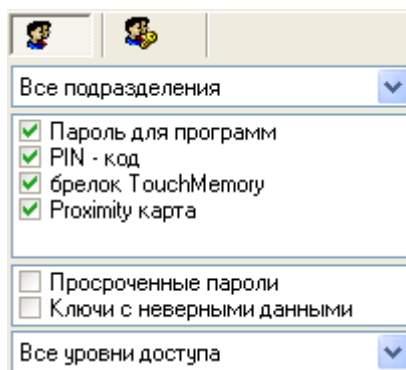 Все подразделения
Пароль для программ
PIN - код
брелок TouchMemory
Proximity карта
Просроченные пароли
Ключи с неверными данными
Все уровни доступа